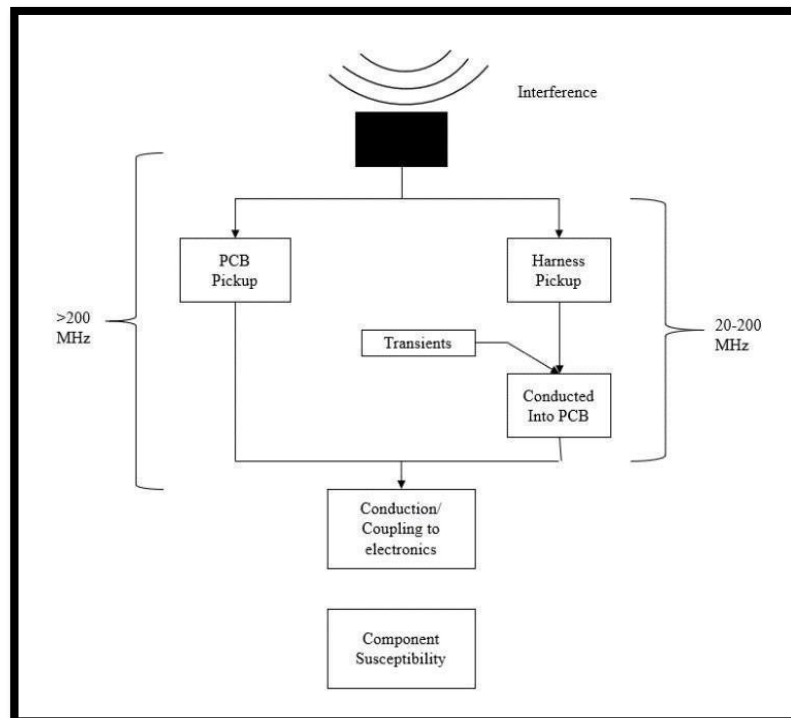 Interference
PCB
Pickup
Harness
Pickup
>200
MHz
20-200
MHz
Transients
Conducted
Into PCB
Conduction/
Coupling to
electronics
Component
Susceptibility